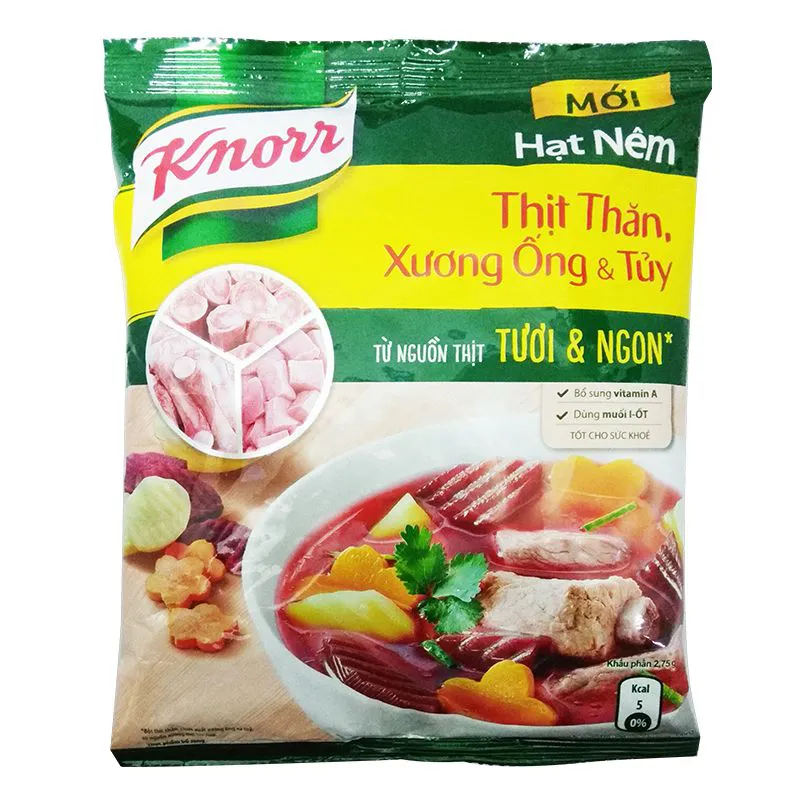 Knorr
MỚI
Hạt Nêm
Thịt Thăn,
Xương Ống & Tủy
TỪ NGUỒN THỊT TƯƠI & NGON*
Bổ sung vitamin A
Dùng muối I-ỐT
TỐT CHO SỨC KHOẺ
Khẩu phần 2,75g
Kcal
5
0%